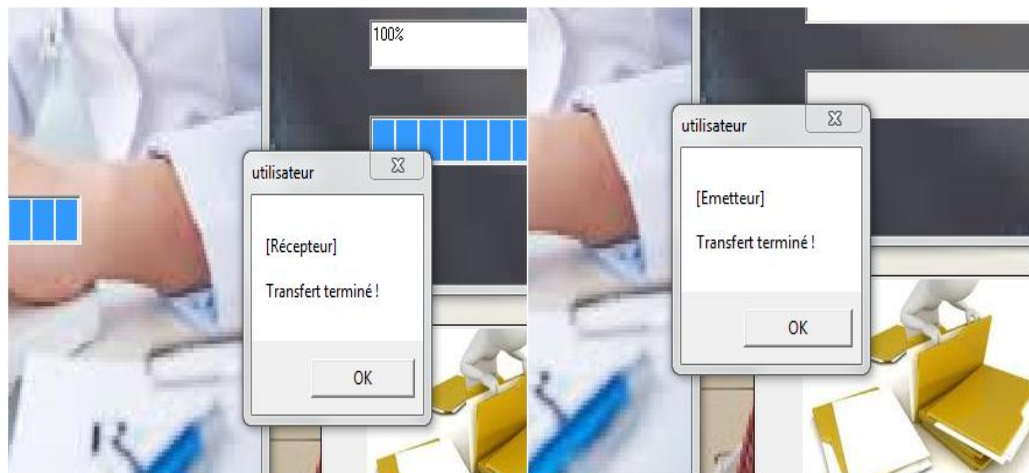 100%
utilisateur
[Récepteur]
Transfert terminé !
OK
utilisateur
[Emetteur]
Transfert terminé !
OK